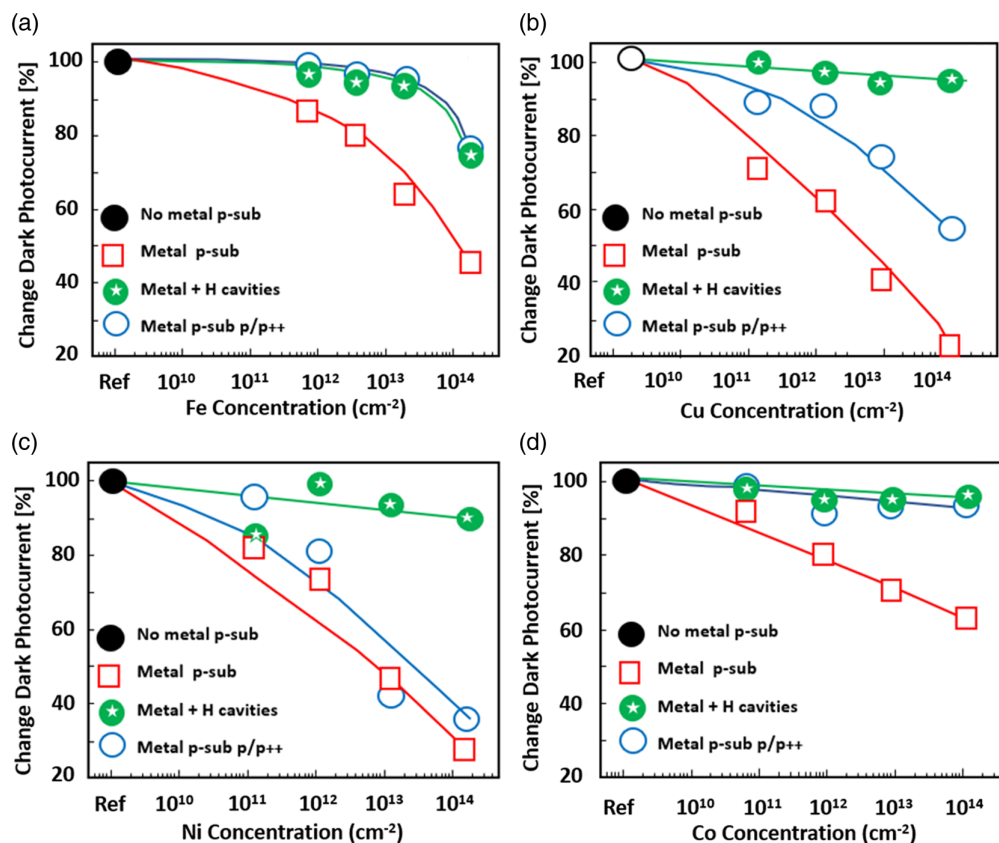 (a)
Change Dark Photocurrent [%]
100
80
60
40
20
No metal p-sub
Metal p-sub
Metal + H cavities
Metal p-sub p/p++
Ref 10¹⁰ 10¹¹ 10¹² 10¹³ 10¹⁴
Fe Concentration (cm⁻²)
(b)
Change Dark Photocurrent [%]
100
80
60
40
20
No metal p-sub
Metal p-sub
Metal + H cavities
Metal p-sub p/p++
Ref 10¹⁰ 10¹¹ 10¹² 10¹³ 10¹⁴
Cu Concentration (cm⁻²)
(c)
Change Dark Photocurrent [%]
100
80
60
40
20
No metal p-sub
Metal p-sub
Metal + H cavities
Metal p-sub p/p++
Ref 10¹⁰ 10¹¹ 10¹² 10¹³ 10¹⁴
Ni Concentration (cm⁻²)
(d)
Change Dark Photocurrent [%]
100
80
60
40
20
No metal p-sub
Metal p-sub
Metal + H cavities
Metal p-sub p/p++
Ref 10¹⁰ 10¹¹ 10¹² 10¹³ 10¹⁴
Co Concentration (cm⁻²)